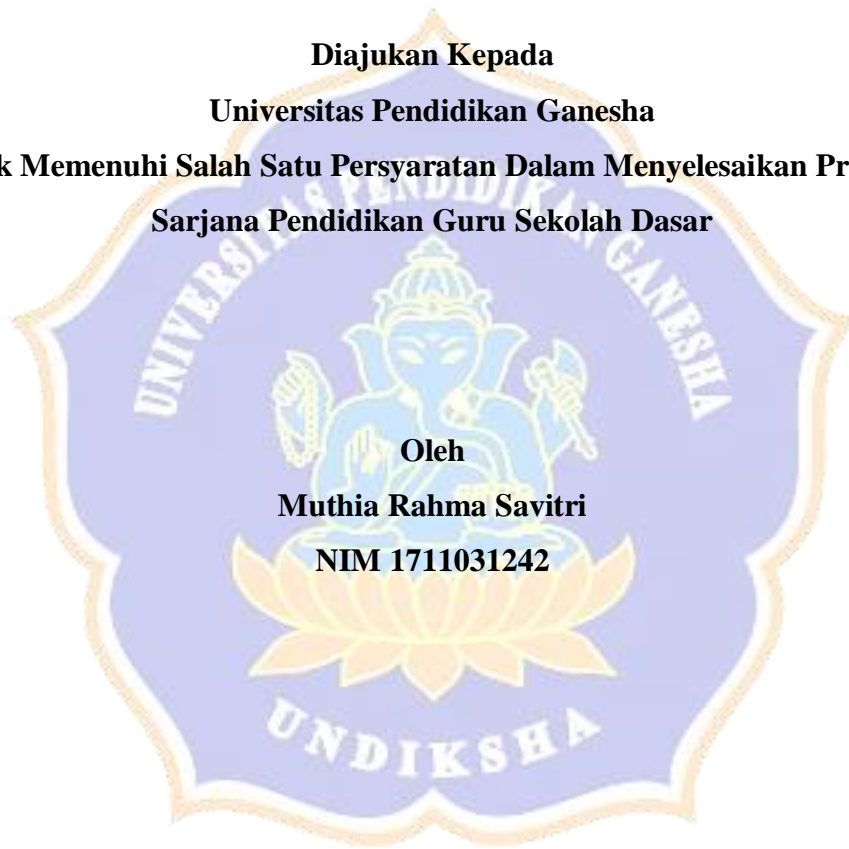 Diajukan Kepada
Universitas Pendidikan Ganesha
Memenuhi Salah Satu Persyaratan Dalam Menyelesaikan
Sarjana Pendidikan Guru Sekolah Dasar
UNIVERSITAS PENDIDIKAN GANESHA
Oleh
Muthia Rahma Savitri
NIM 1711031242
UNDIKSHA